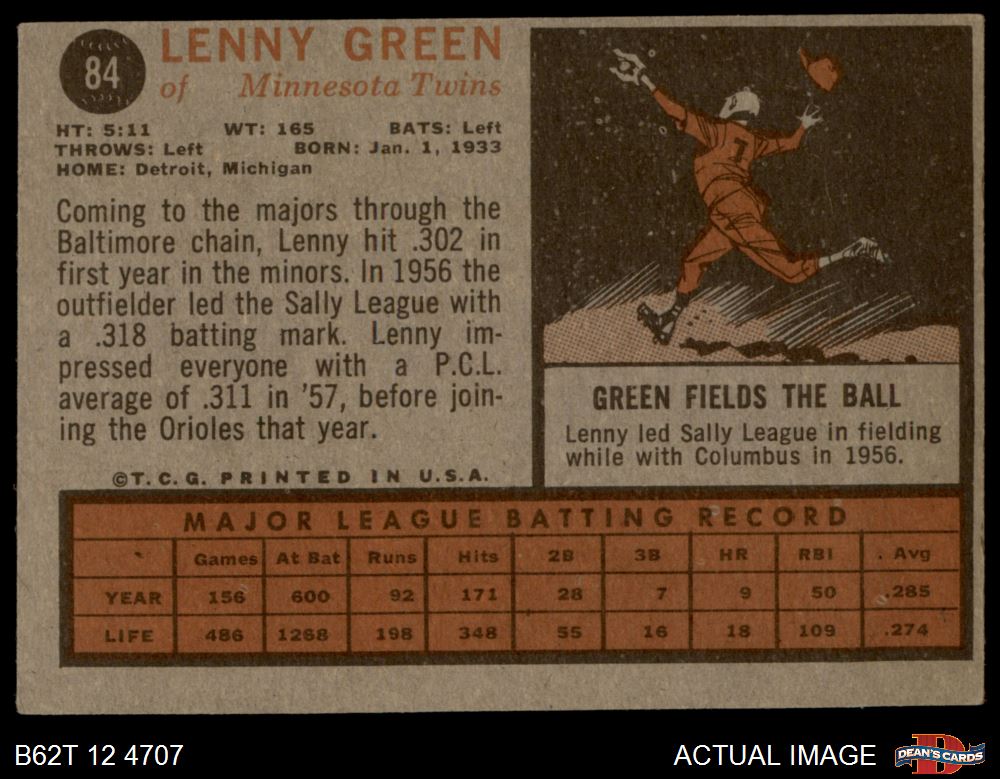 84
LENNY GREEN
of Minnesota Twins
HT: 5:11 WT: 165 BATS: Left
THROWS: Left BORN: Jan. 1, 1933
HOME: Detroit, Michigan
Coming to the majors through the
Baltimore chain, Lenny hit .302 in
first year in the minors. In 1956 the
outfielder led the Sally League with
a .318 batting mark. Lenny im-
pressed everyone with a P.C.L.
average of .311 in '57, before join-
ing the Orioles that year.
©T.C.G. PRINTED IN U.S.A.
1
GREEN FIELDS THE BALL
Lenny led Sally League in fielding
while with Columbus in 1956.
MAJOR LEAGUE BATTING RECORD
Games At Bat Runs Hits 2B 3B HR RBI Avg
YEAR 156 600 92 171 28 7 9 50 .285
LIFE 486 1268 198 348 55 16 18 109 .274
B62T 12 4707 ACTUAL IMAGE DEAN'S CARDS